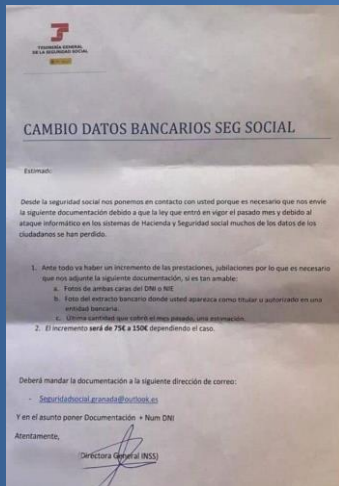 TESORERÍA GENERAL
DE LA SEGURIDAD SOCIAL
CAMBIO DATOS BANCARIOS SEG SOCIAL
Estimado:
Desde la seguridad social nos ponemos en contacto con usted porque es necesario que nos envíe
la siguiente documentación debido a que la ley que entró en vigor el pasado mes y debido al
ataque informático en los sistemas de Hacienda y Seguridad social muchos de los datos de los
ciudadanos se han perdido.
1. Ante todo va haber un incremento de las prestaciones, jubilaciones por lo que es necesario
que nos adjunte la siguiente documentación, si es tan amable:
a. Fotos de ambas caras del DNI o NIE
b. Foto del extracto bancario donde usted aparezca como titular o autorizado en una
entidad bancaria.
c. Última cantidad que cobró el mes pasado, una estimación.
2. El incremento será de 75€ a 150€ dependiendo el caso.
Deberá mandar la documentación a la siguiente dirección de correo:
- Seguridadsocial.granada@outlook.es
Y en el asunto poner Documentación + Num DNI
Atentamente,
(Directora General INSS)